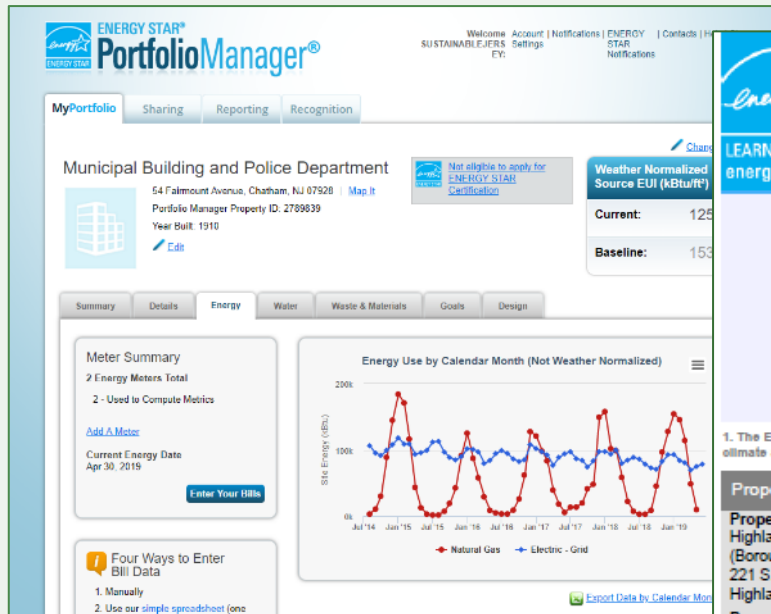 ENERGY STAR®
PortfolioManager®
ENERGY STAR
Welcome SUSTAINABLEJERSEY:
Account Settings | Notifications | ENERGY STAR Notifications | Contacts |
MyPortfolio Sharing Reporting Recognition
Municipal Building and Police Department
54 Fairmount Avenue, Chatham, NJ 07928 | Map It
Portfolio Manager Property ID: 2789839
Year Built: 1910
Edit
Not eligible to apply for
ENERGY STAR
Certification
Weather Normalized
Source EUI (kBtu/ft²)
Current: 125
Baseline: 153
Summary Details Energy Water Waste & Materials Goals Design
Meter Summary
2 Energy Meters Total
2 - Used to Compute Metrics
Add A Meter
Current Energy Date
Apr 30, 2019
Enter Your Bills
Four Ways to Enter
Bill Data
1. Manually
2. Use our simple spreadsheet (one
Energy Use by Calendar Month (Not Weather Normalized)
Site Energy (kBtu)
200k
100k
0k
Jul '14 Jan '15 Jul '15 Jan '16 Jul '16 Jan '17 Jul '17 Jan '18 Jul '18 Jan '19
Natural Gas Electric - Grid
Export Data by Calendar Mon
LEARN
energ
1. The E
climate
Prope
Prope
Highla
(Borou
221 S
Highla